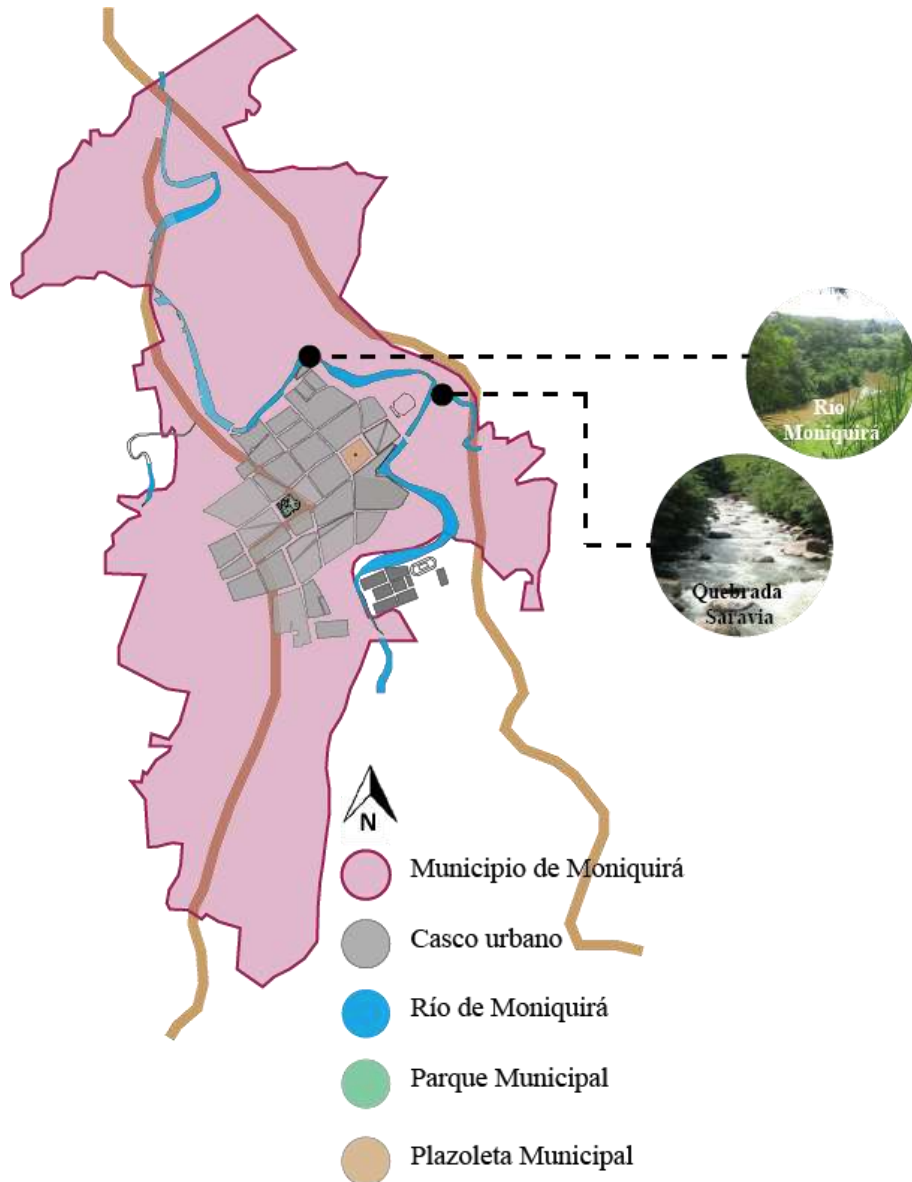 Río
Moniquirá
Quebrada
Saravia
N
Municipio de Moniquirá
Casco urbano
Río de Moniquirá
Parque Municipal
Plazoleta Municipal